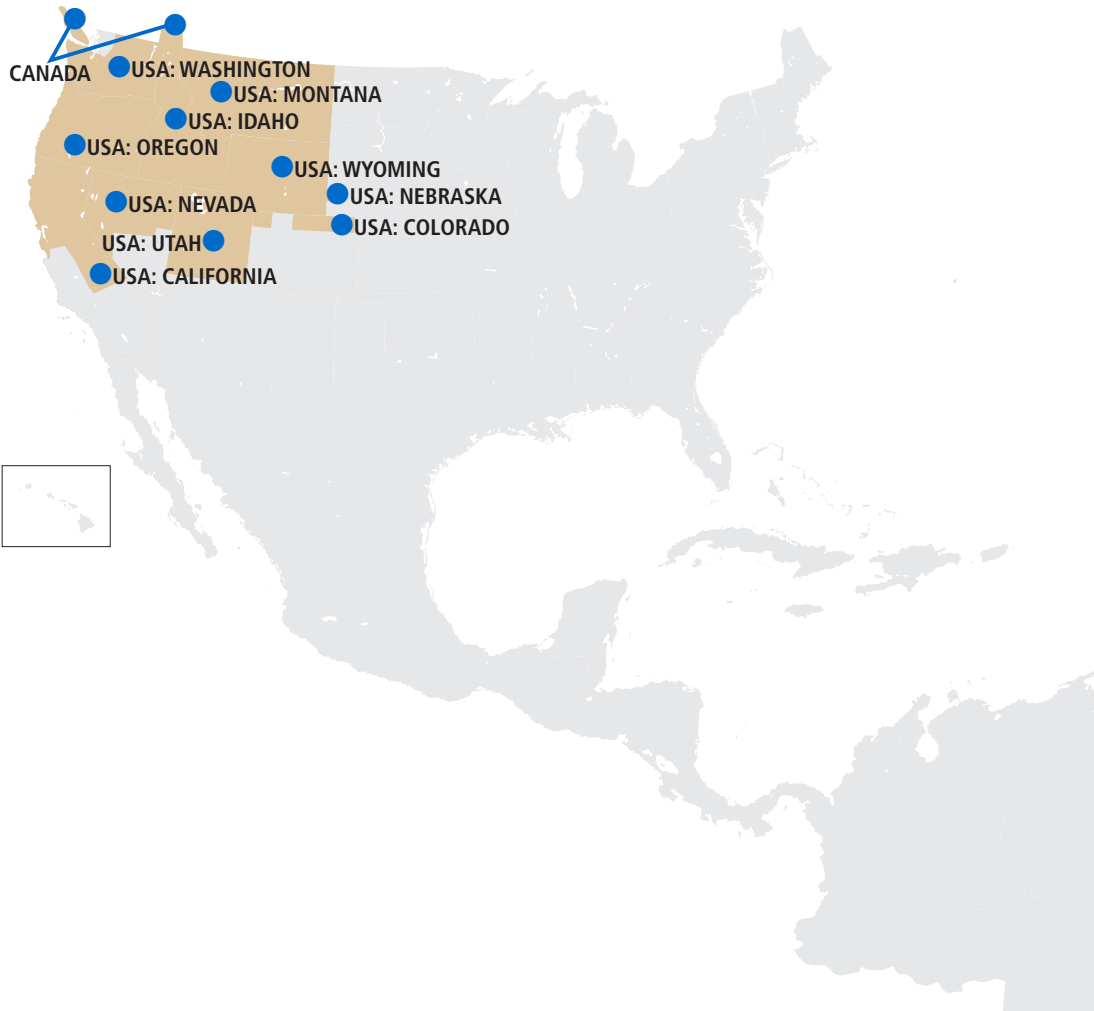 CANADA
USA: WASHINGTON
USA: MONTANA
USA: IDAHO
USA: OREGON
USA: WYOMING
USA: NEBRASKA
USA: NEVADA
USA: COLORADO
USA: UTAH
USA: CALIFORNIA